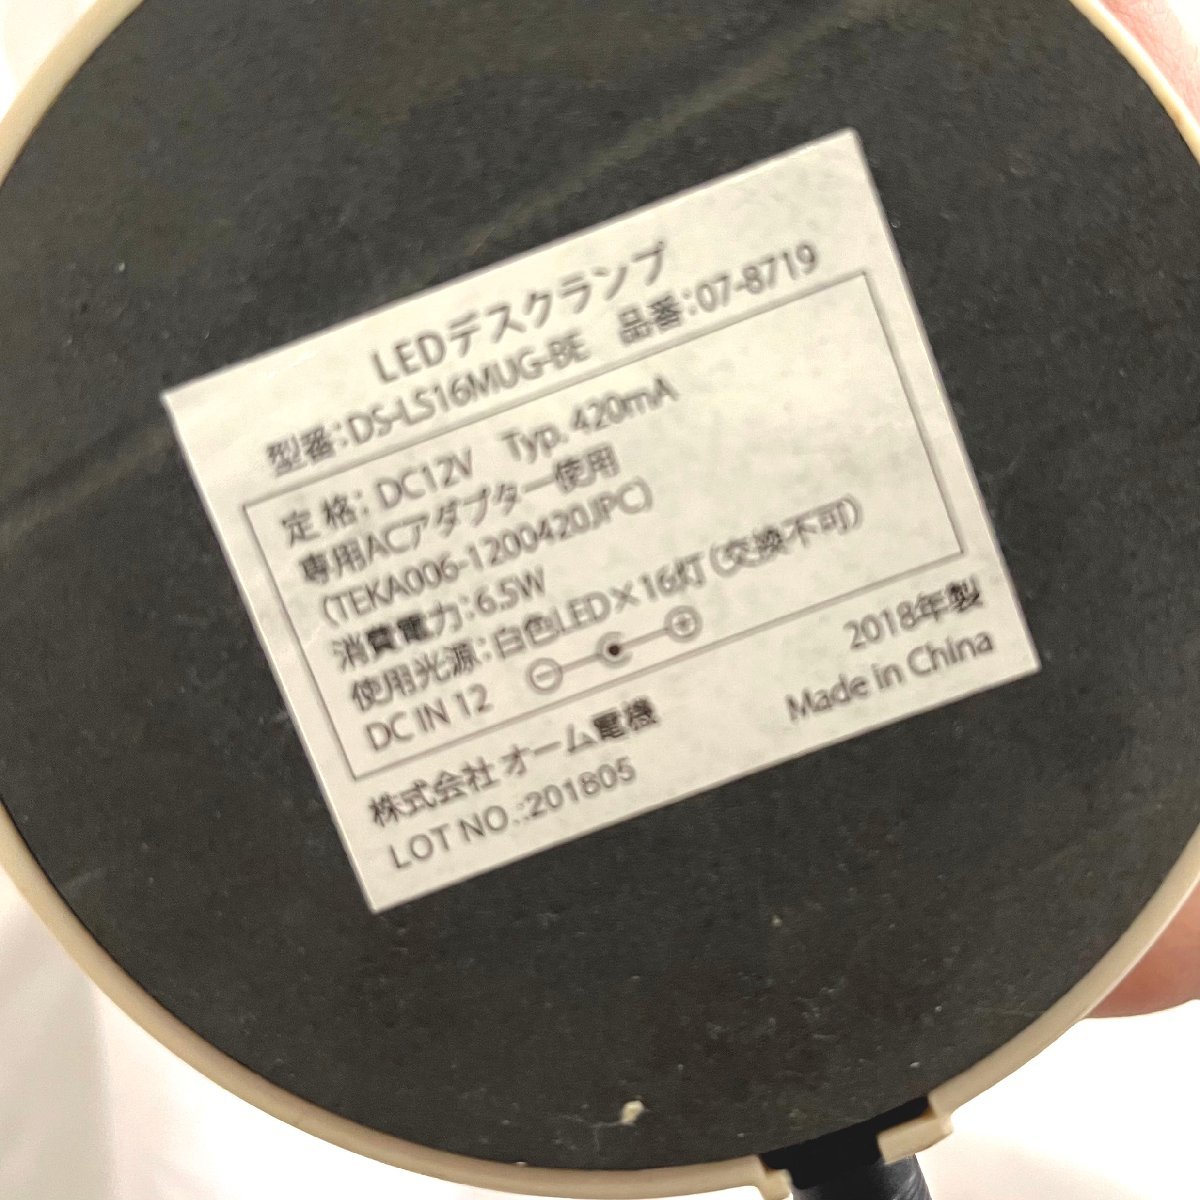 LEDデスクランプ
型番：DS-LS16MUG-BE　品番：07-8719
定 格：DC12V　Typ. 420mA
専用ACアダプター使用
(TEKA006-1200420JPC)
消費電力：6.5W
使用光源：白色LED×16灯（交換不可）
DC IN 12
2018年製
株式会社 オーム電機
Made in China
LOT NO.:201805